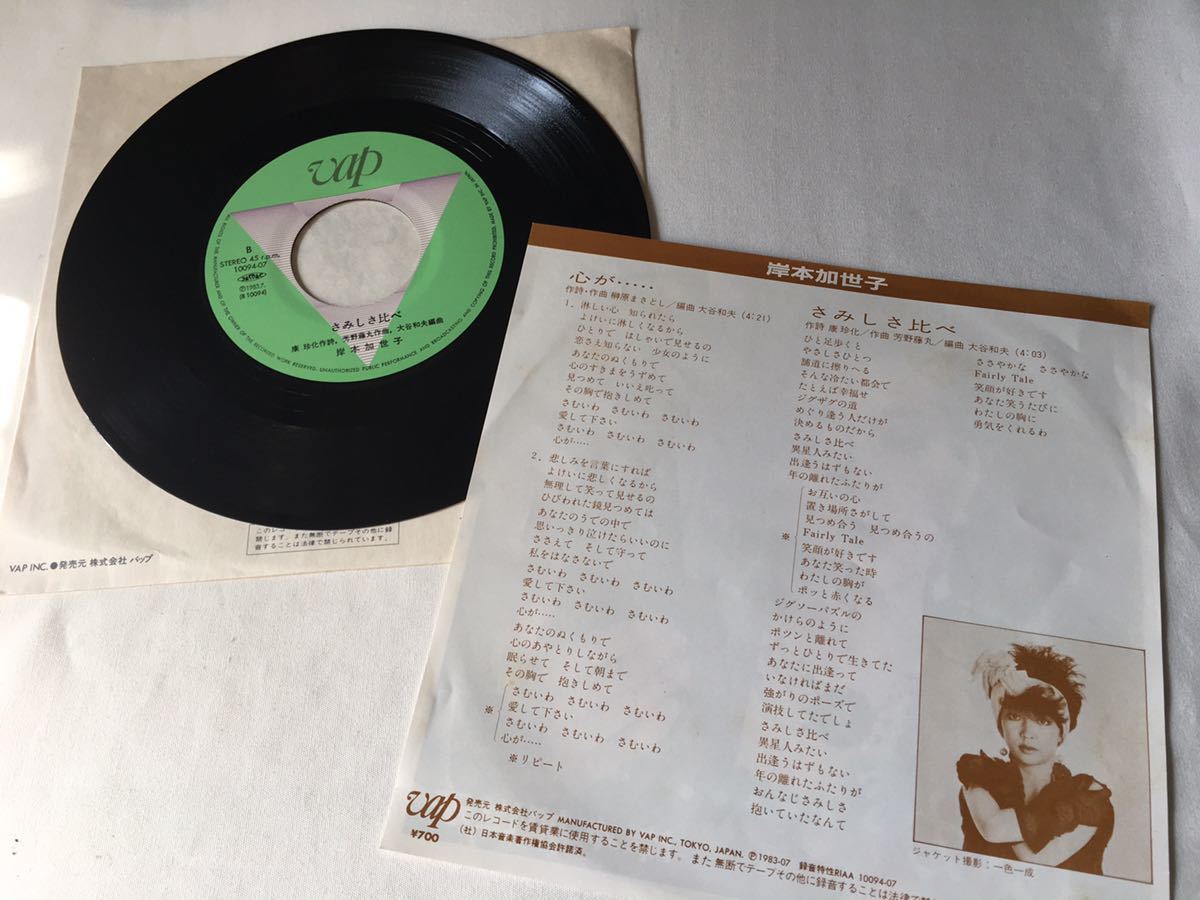 vap
B
STEREO 45 r.p.m.
10094-07
Ⓟ1983.7.
(B 10094)
さみしさ比べ
康 珍化作詩, 芳野藤丸作曲, 大谷和夫編曲
岸本加世子
このレコ
禁じます。また無断でテープその他に録
音することは法律で禁じられています。
VAP INC.●発売元 株式会社 バップ
岸本加世子
心が‥‥‥
作詩・作曲 榊原まさとし／編曲 大谷和夫 (4:21)
1. 淋しい心 知られたら
よけいに淋しくなるから
ひとりで はしゃいで見せるの
恋さえ知らない 少女のように
あなたのぬくもりで
心のすきまをうずめて
見つめて いいえ叱って
その胸で抱きしめて
さむいわ さむいわ さむいわ
愛して下さい
さむいわ さむいわ さむいわ
心が‥‥‥
2. 悲しみを言葉にすれば
よけいに悲しくなるから
無理して笑って見せるの
ひびわれた鏡見つめては
あなたのうでの中で
思いっきり泣けたらいいのに
ささえて そして守って
私をはなさないで
さむいわ さむいわ さむいわ
愛して下さい
さむいわ さむいわ さむいわ
心が‥‥‥
あなたのぬくもりで
心のあやとりしながら
眠らせて そして朝まで
その胸で 抱きしめて
さむいわ さむいわ さむいわ
※ 愛して下さい
さむいわ さむいわ さむいわ
心が‥‥‥
※リピート
さみしさ比べ
作詩 康 珍化／作曲 芳野藤丸／編曲 大谷和夫 (4:03)
ひと足歩くと
やさしさひとつ
舗道に擦りへる
そんな冷たい都会で
たとえば幸福せ
ジグザグの道
めぐり逢う人だけが
決めるものだから
さみしさ比べ
異星人みたい
出逢うはずもない
年の離れたふたりが
お互いの心
置き場所さがして
見つめ合う 見つめ合うの
※ Fairly Tale
笑顔が好きです
あなた笑った時
わたしの胸が
ポッと赤くなる
ジグソーパズルの
かけらのように
ポツンと離れて
ずっとひとりで生きてた
あなたに出逢って
いなければまだ
強がりのポーズで
演技してたでしょ
さみしさ比べ
異星人みたい
出逢うはずもない
年の離れたふたりが
おんなじさみしさ
抱いていたなんて
ささやかな ささやかな
Fairly Tale
笑顔が好きです
あなた笑うたびに
わたしの胸に
勇気をくれるわ
ジャケット撮影：一色一成
vap
¥700
発売元 株式会社バップ MANUFACTURED BY VAP INC., TOKYO, JAPAN. Ⓟ1983-07 録音特性RIAA 10094-07
このレコードを賃貸業に使用することを禁じます。また無断でテープその他に録音することは法律で
(社)日本音楽著作権協会許諾済。